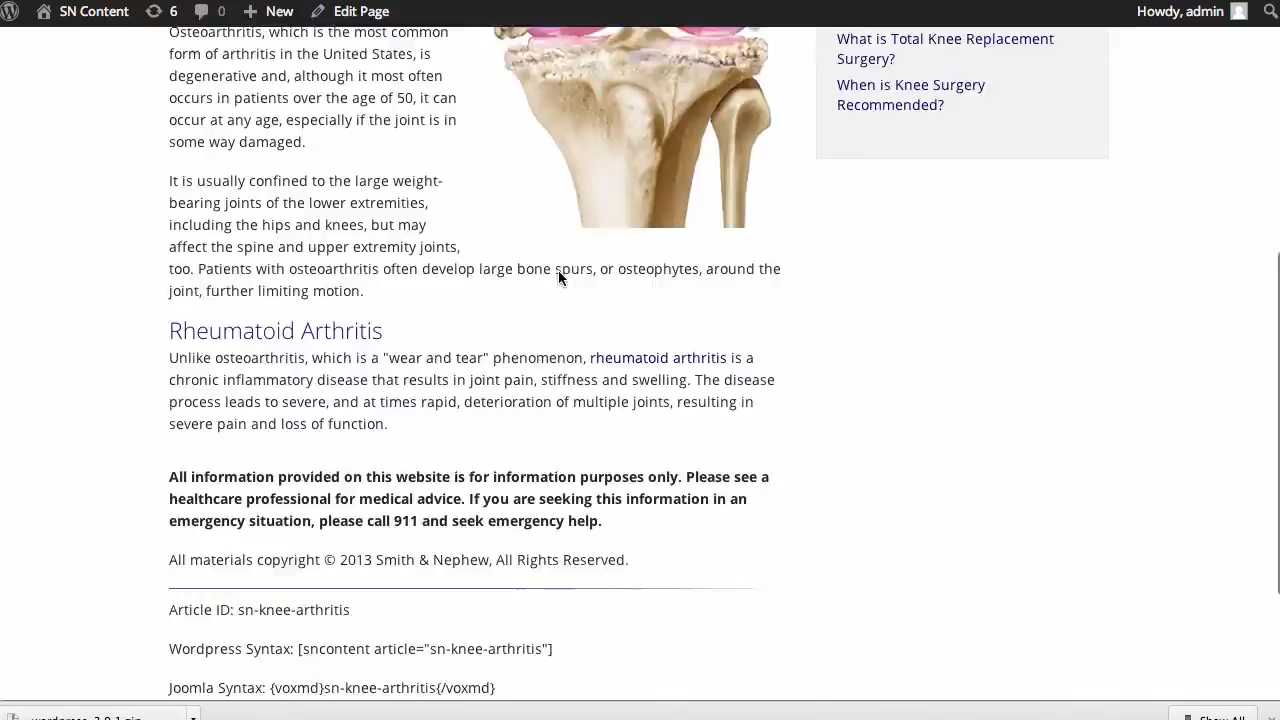 SN Content 6 0 New Edit Page Howdy, admin
Osteoarthritis, which is the most common
form of arthritis in the United States, is
degenerative and, although it most often
occurs in patients over the age of 50, it can
occur at any age, especially if the joint is in
some way damaged.
It is usually confined to the large weight-
bearing joints of the lower extremities,
including the hips and knees, but may
affect the spine and upper extremity joints,
too. Patients with osteoarthritis often develop large bone spurs, or osteophytes, around the
joint, further limiting motion.
Rheumatoid Arthritis
Unlike osteoarthritis, which is a "wear and tear" phenomenon, rheumatoid arthritis is a
chronic inflammatory disease that results in joint pain, stiffness and swelling. The disease
process leads to severe, and at times rapid, deterioration of multiple joints, resulting in
severe pain and loss of function.
All information provided on this website is for information purposes only. Please see a
healthcare professional for medical advice. If you are seeking this information in an
emergency situation, please call 911 and seek emergency help.
All materials copyright © 2013 Smith & Nephew, All Rights Reserved.
Article ID: sn-knee-arthritis
Wordpress Syntax: [sncontent article="sn-knee-arthritis"]
Joomla Syntax: {voxmd}sn-knee-arthritis{/voxmd}
What is Total Knee Replacement
Surgery?
When is Knee Surgery
Recommended?
Show All